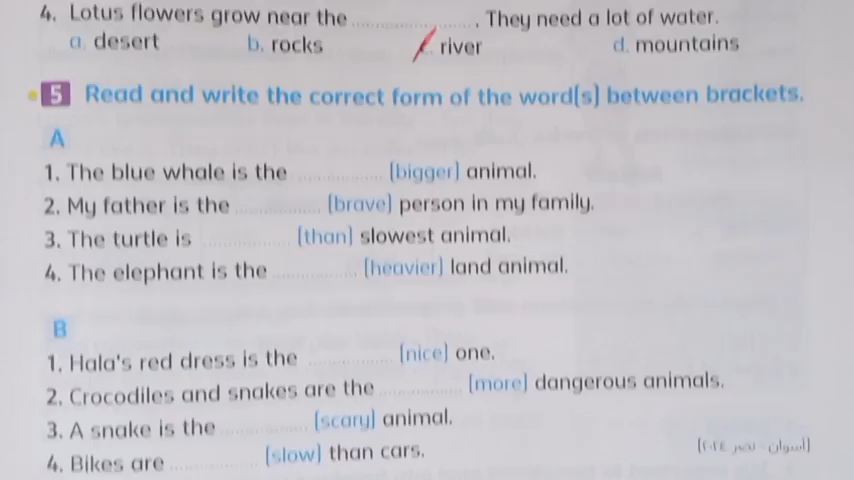 4. Lotus flowers grow near the .................... . They need a lot of water.
a. desert b. rocks c. river d. mountains
5 Read and write the correct form of the word(s) between brackets.
A
1. The blue whale is the .............. (bigger) animal.
2. My father is the .............. (brave) person in my family.
3. The turtle is .............. (than) slowest animal.
4. The elephant is the .............. (heavier) land animal.
B
1. Hala's red dress is the .............. (nice) one.
2. Crocodiles and snakes are the .............. (more) dangerous animals.
3. A snake is the .............. (scary) animal.
4. Bikes are .............. (slow) than cars.
(أسوان - نصر ٢٠٢٤)